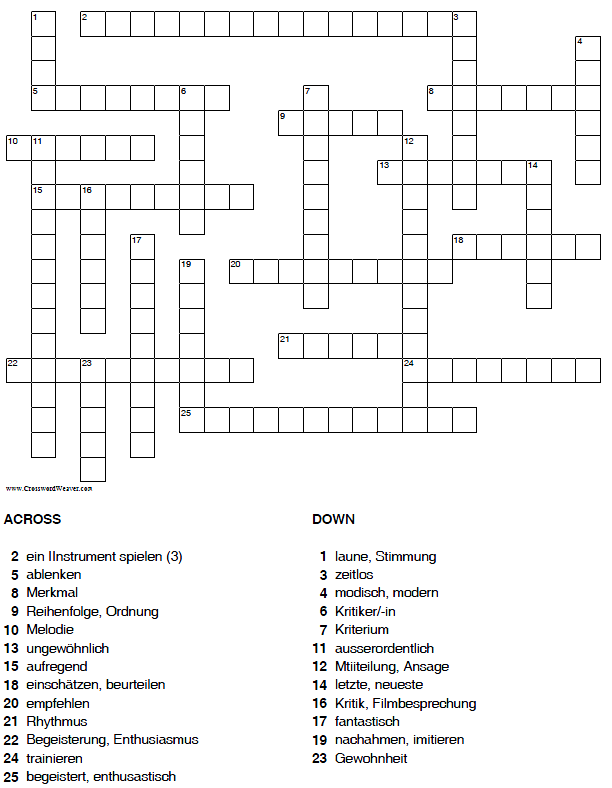 1 2 3
4
5 6 7 8
9
10 11 12
13 14
15 16
17 18
19 20
21
22 23 24
25
www.CrosswordWeaver.com
ACROSS
2 ein IInstrument spielen (3)
5 ablenken
8 Merkmal
9 Reihenfolge, Ordnung
10 Melodie
13 ungewöhnlich
15 aufregend
18 einschätzen, beurteilen
20 empfehlen
21 Rhythmus
22 Begeisterung, Enthusiasmus
24 trainieren
25 begeistert, enthusastisch
DOWN
1 laune, Stimmung
3 zeitlos
4 modisch, modern
6 Kritiker/-in
7 Kriterium
11 ausserordentlich
12 Mtiiteilung, Ansage
14 letzte, neueste
16 Kritik, Filmbesprechung
17 fantastisch
19 nachahmen, imitieren
23 Gewohnheit